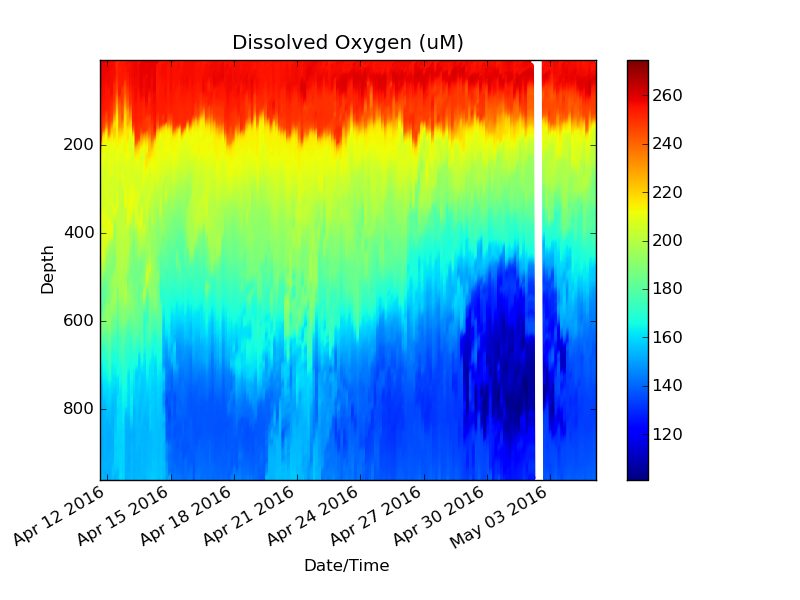 Dissolved Oxygen (uM)
200
400
600
800
Depth
260
240
220
200
180
160
140
120
Apr 12 2016
Apr 15 2016
Apr 18 2016
Apr 21 2016
Apr 24 2016
Apr 27 2016
Apr 30 2016
May 03 2016
Date/Time